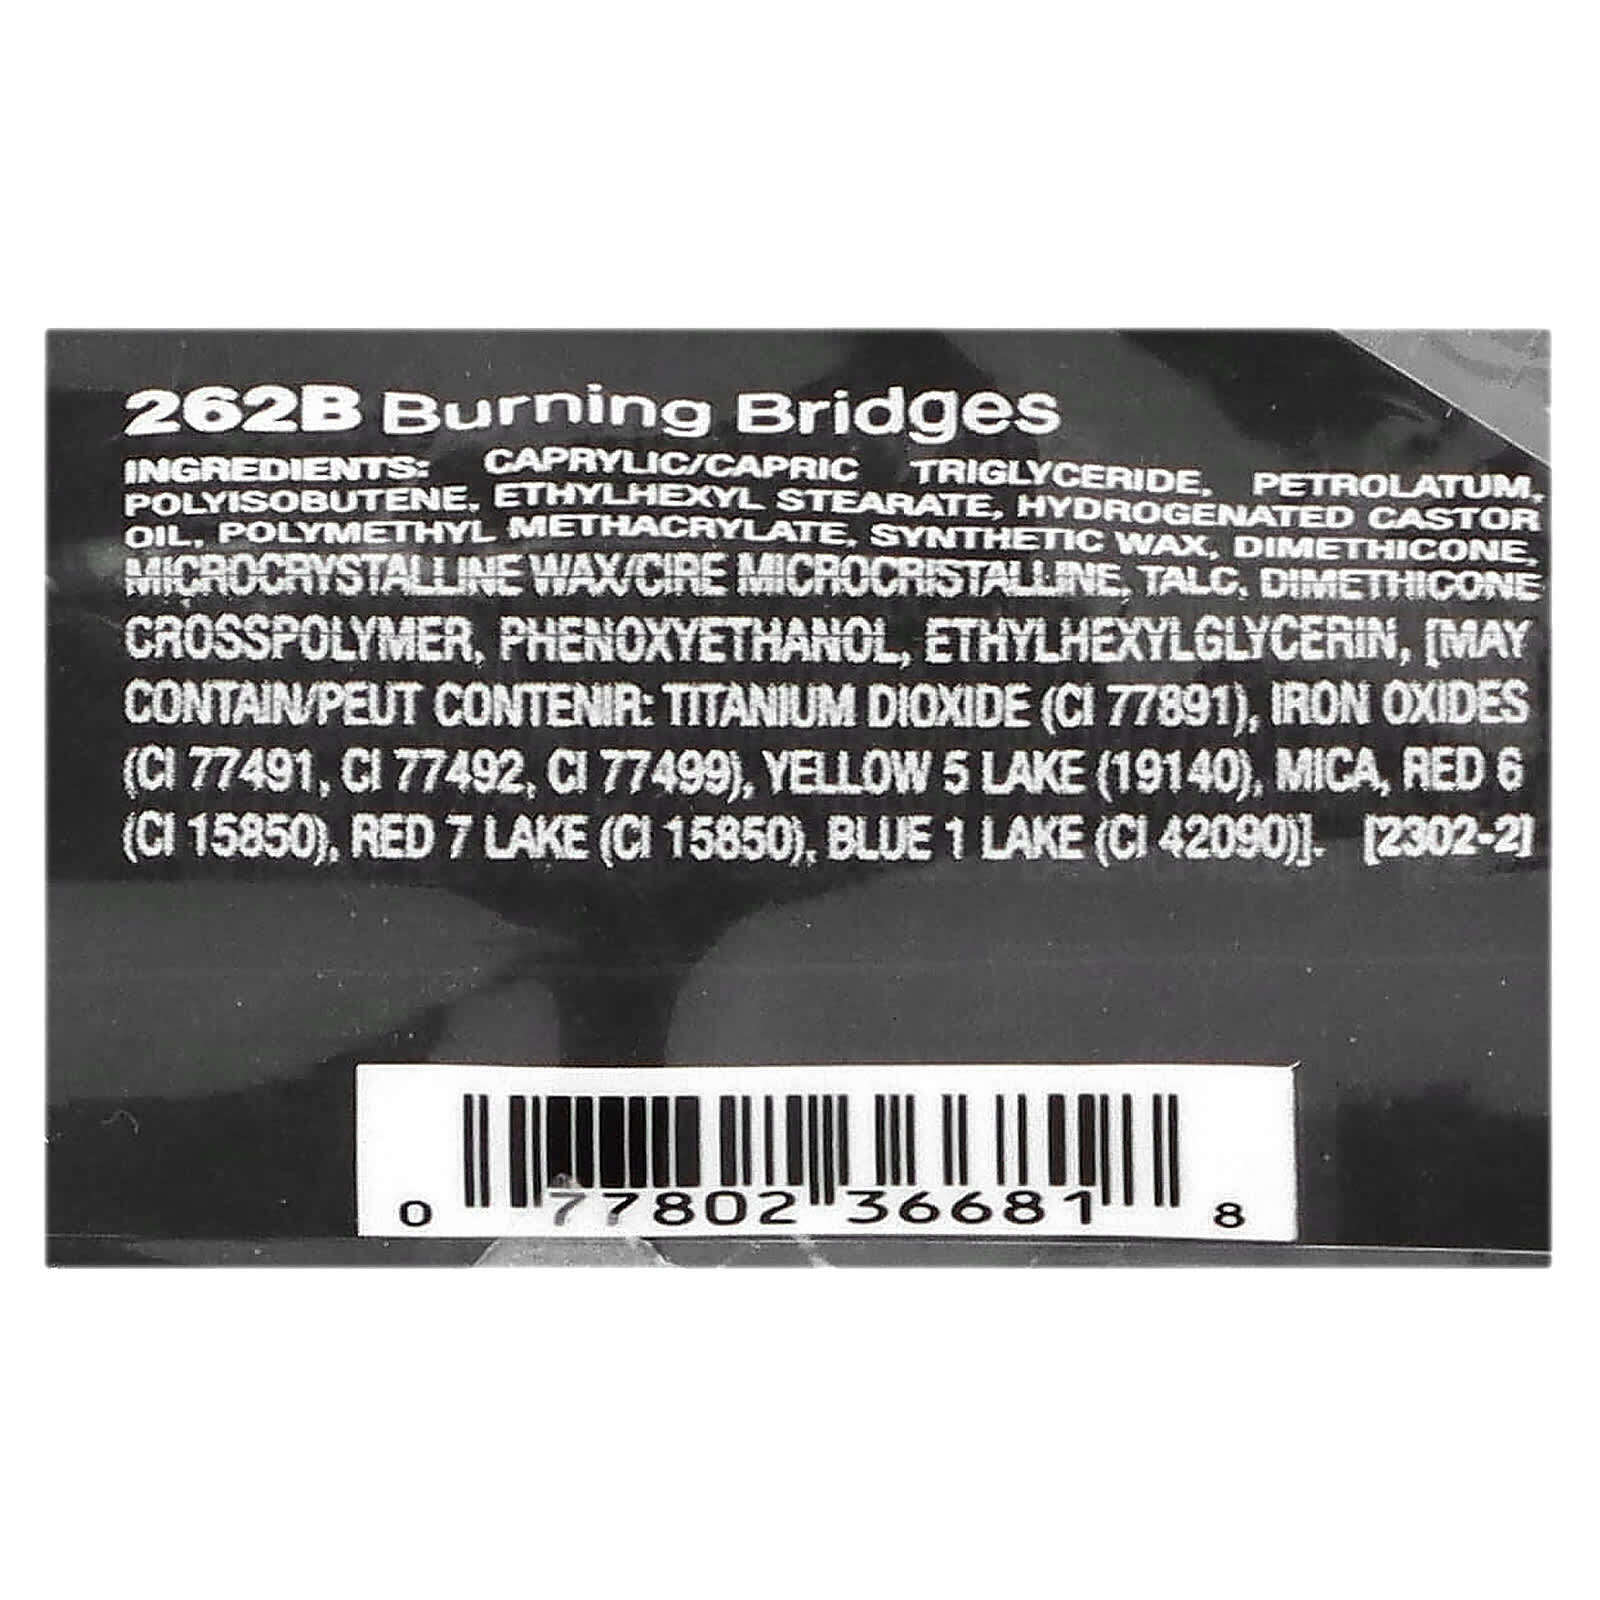 262B Burning Bridges
INGREDIENTS: CAPRYLIC/CAPRIC TRIGLYCERIDE, PETROLATUM,
POLYISOBUTENE, ETHYLHEXYL STEARATE, HYDROGENATED CASTOR
OIL, POLYMETHYL METHACRYLATE, SYNTHETIC WAX, DIMETHICONE,
MICROCRYSTALLINE WAX/CIRE MICROCRISTALLINE, TALC, DIMETHICONE
CROSSPOLYMER, PHENOXYETHANOL, ETHYLHEXYLGLYCERIN, [MAY
CONTAIN/PEUT CONTENIR: TITANIUM DIOXIDE (CI 77891), IRON OXIDES
(CI 77491, CI 77492, CI 77499), YELLOW 5 LAKE (19140), MICA, RED 6
(CI 15850), RED 7 LAKE (CI 15850), BLUE 1 LAKE (CI 42090)]. [2302-2]
0 77802 36681 8